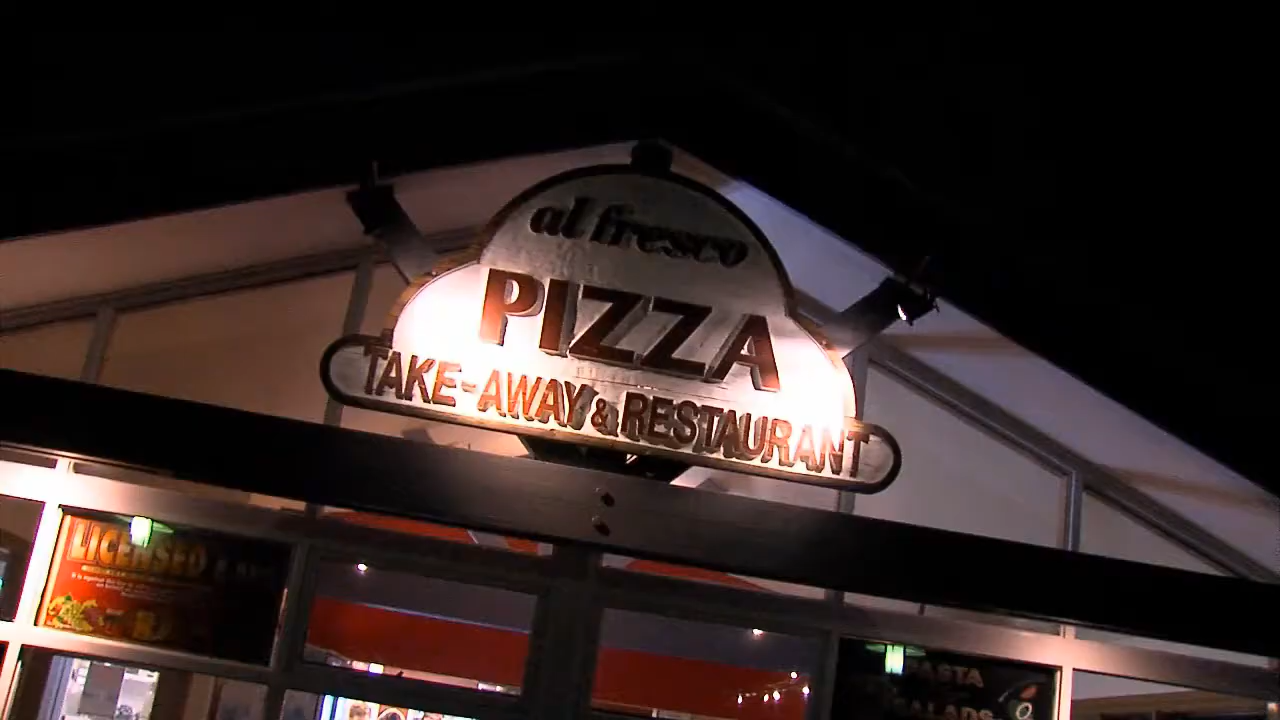 al fresco
PIZZA
TAKE-AWAY & RESTAURANT
LICENSED
PASTA
SALADS